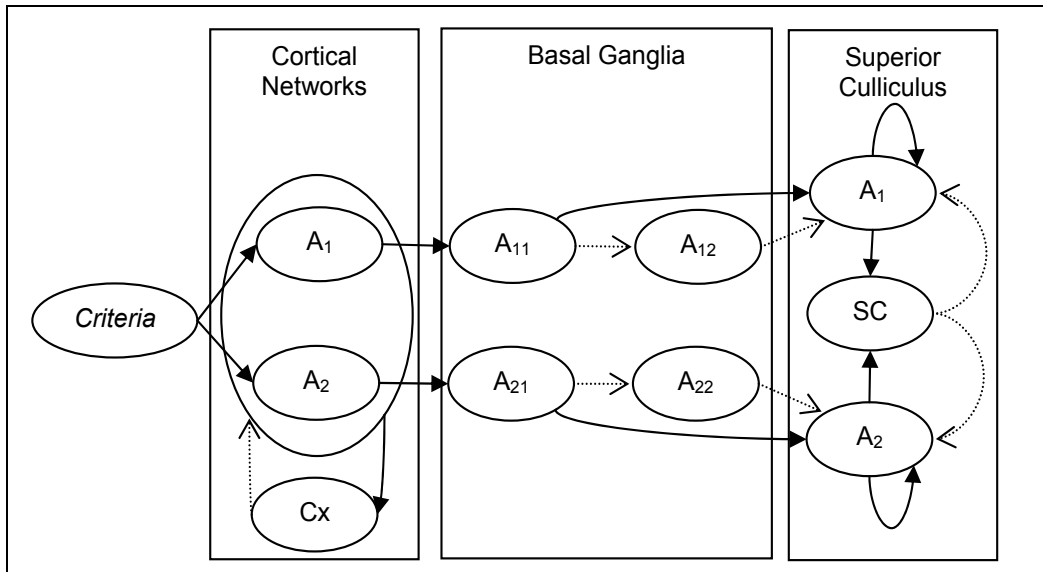 Cortical
Networks
Basal Ganglia
Superior
Culliculus
Criteria
A₁
A₂
Cx
A₁₁
A₁₂
A₂₁
A₂₂
A₁
SC
A₂